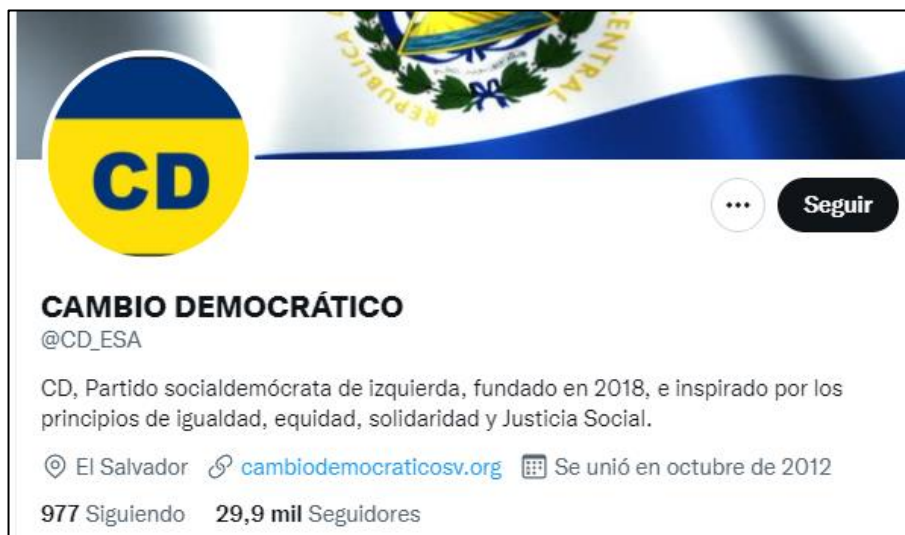 REPUBLICA
CENTRAL
CD
Seguir
CAMBIO DEMOCRÁTICO
@CD_ESA
CD, Partido socialdemócrata de izquierda, fundado en 2018, e inspirado por los
principios de igualdad, equidad, solidaridad y Justicia Social.
El Salvador cambiodemocraticosv.org Se unió en octubre de 2012
977 Siguiendo 29,9 mil Seguidores